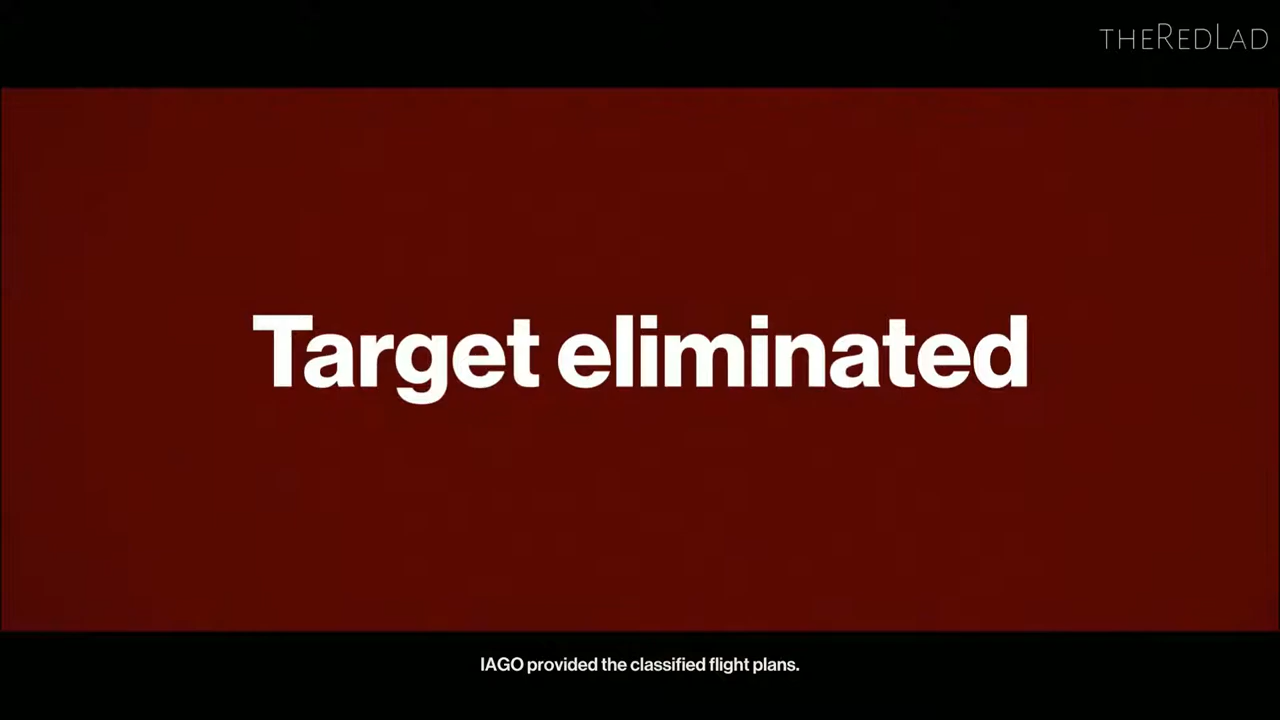 THEREDLAD
Target eliminated
IAGO provided the classified flight plans.